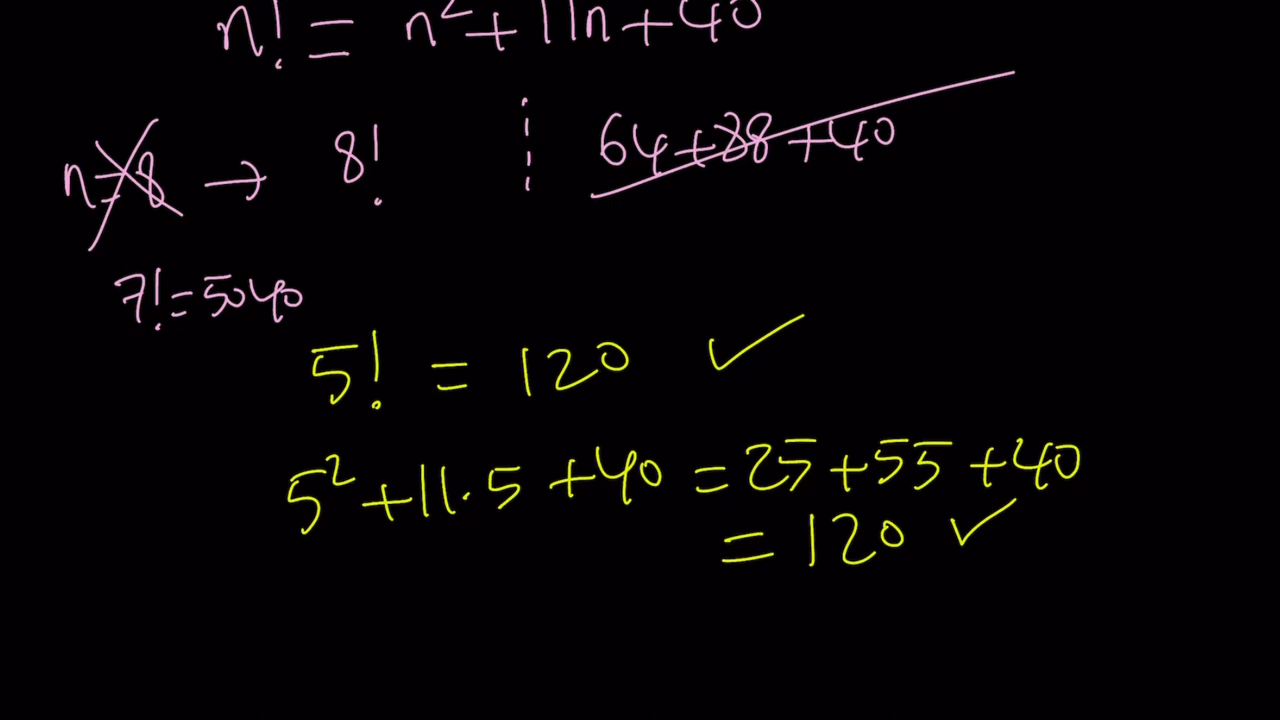 n! = n² + 11n + 40
n=8 → 8! ¦ 64+88+40
7! = 5040
5! = 120 ✓
5² + 11·5 + 40 = 25 + 55 + 40
= 120 ✓